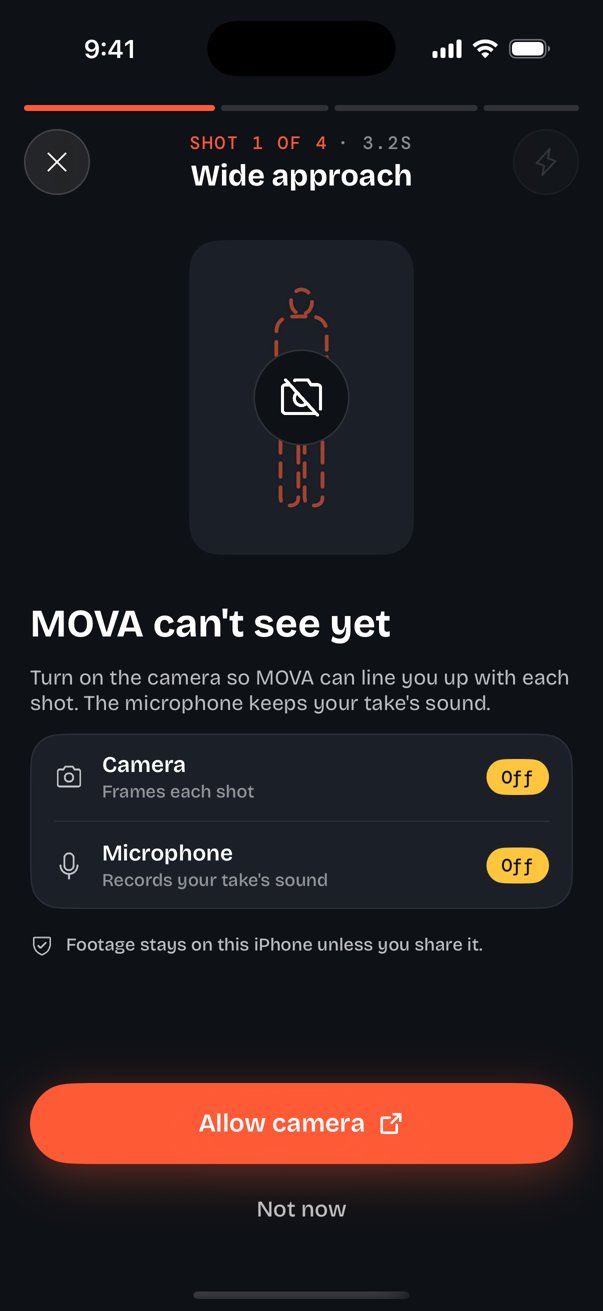 9:41
SHOT 1 OF 4 · 3.2S
Wide approach
MOVA can't see yet
Turn on the camera so MOVA can line you up with each
shot. The microphone keeps your take's sound.
Camera
Frames each shot
Off
Microphone
Records your take's sound
Off
Footage stays on this iPhone unless you share it.
Allow camera
Not now